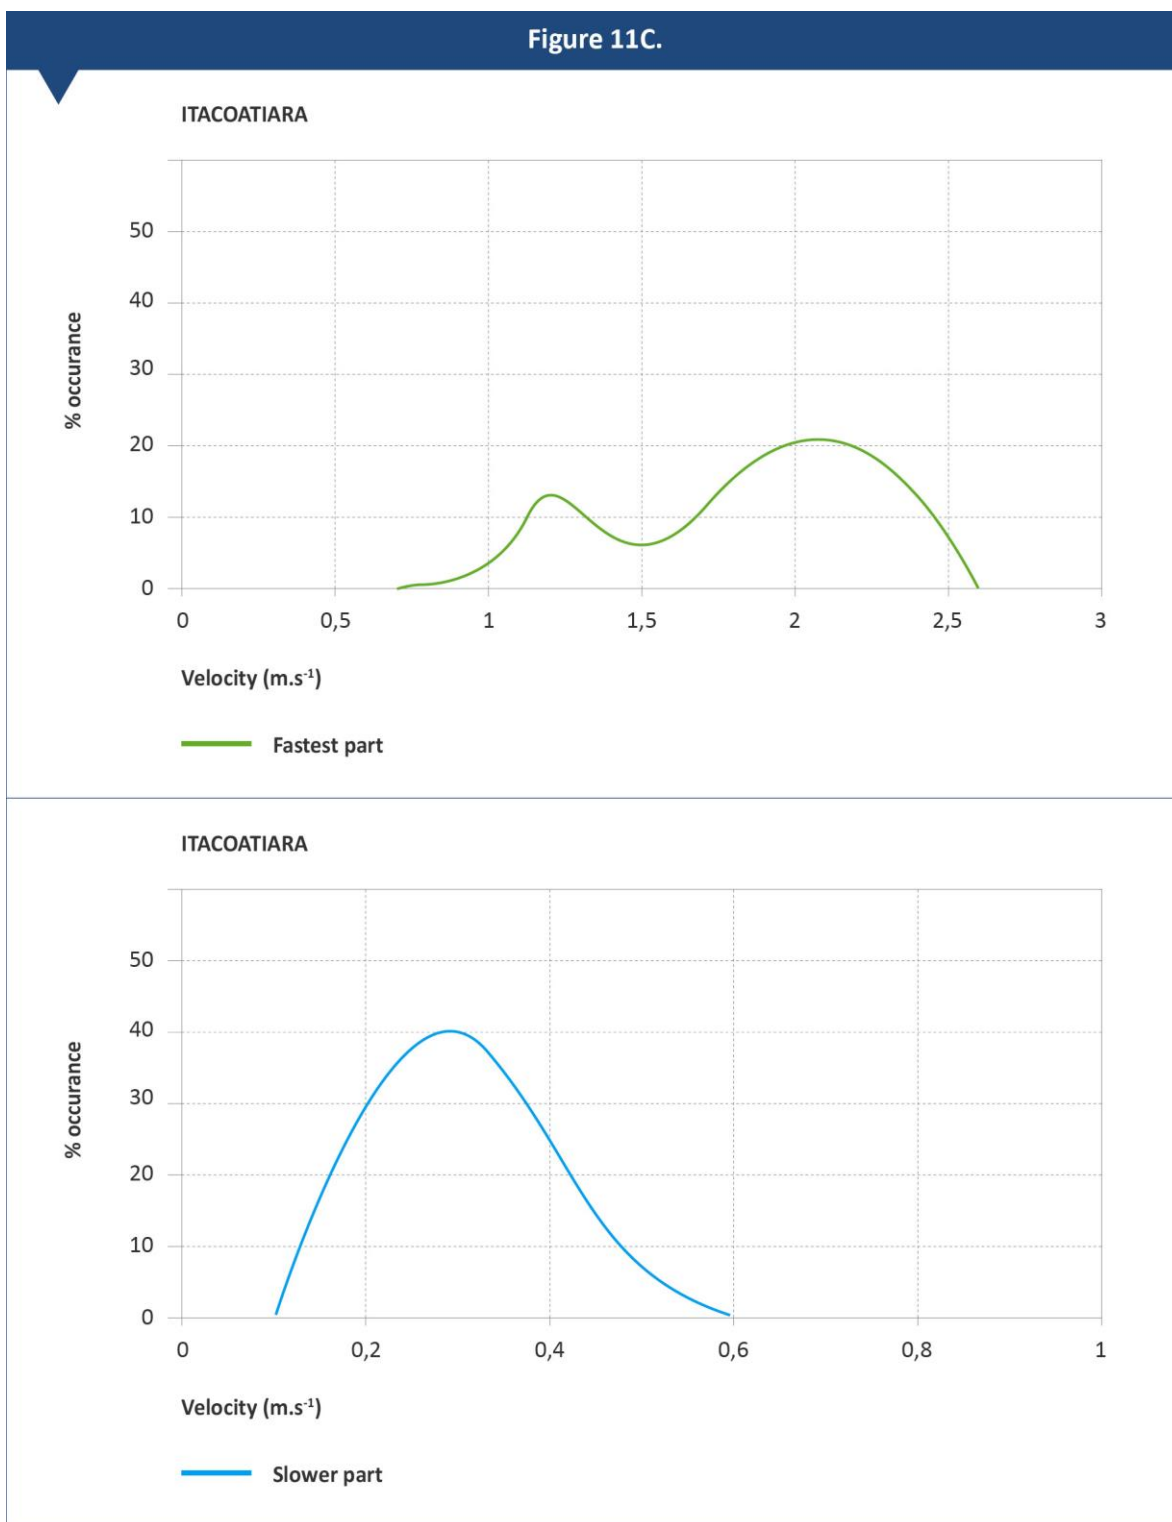 Figure 11C.
ITACOATIARA
50
40
30
20
10
0
% occurance
0 0,5 1 1,5 2 2,5 3
Velocity (m.s⁻¹)
Fastest part
ITACOATIARA
50
40
30
20
10
0
% occurance
0 0,2 0,4 0,6 0,8 1
Velocity (m.s⁻¹)
Slower part